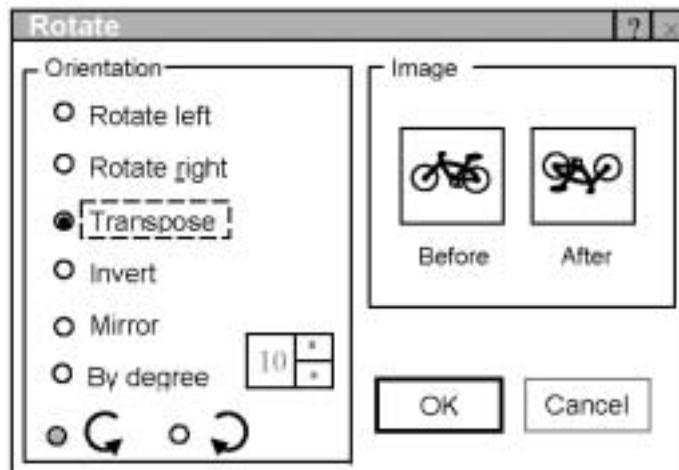 Rotate ? ×
Orientation
Rotate left
Rotate right
Transpose
Invert
Mirror
By degree 10
Image
Before After
OK Cancel